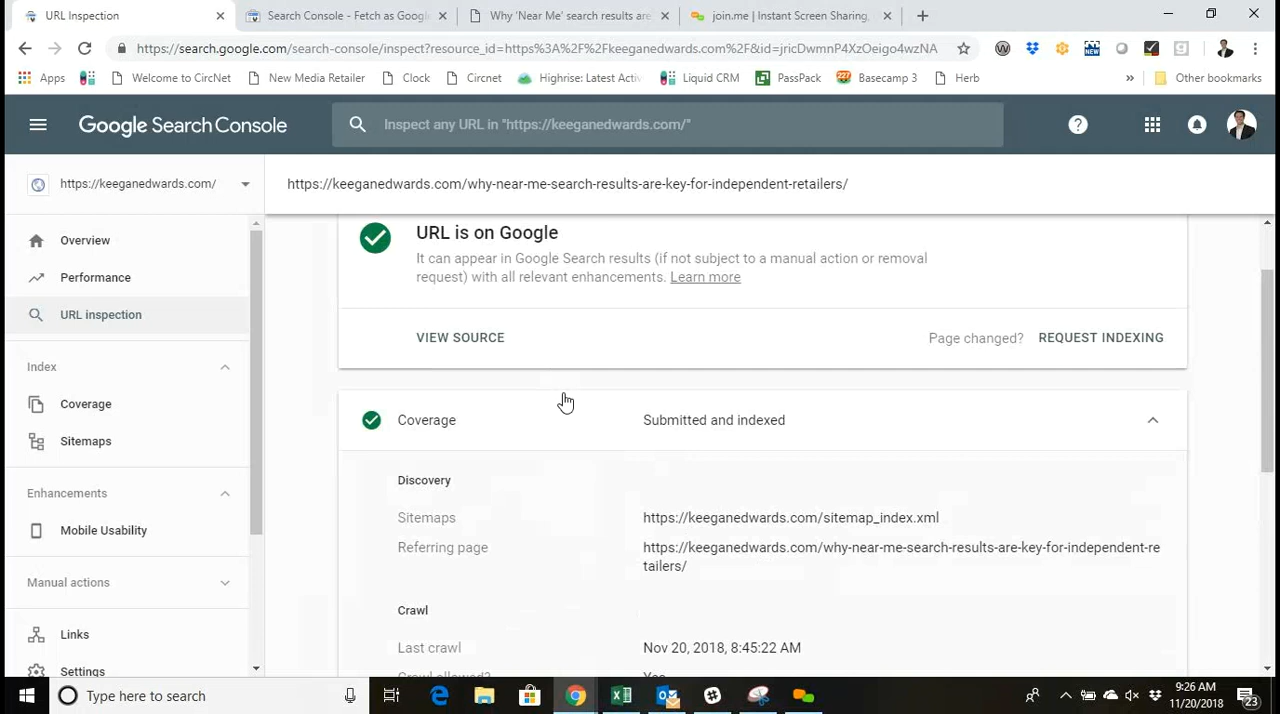 URL Inspection
Search Console - Fetch as Google
Why 'Near Me' search results are
join.me | Instant Screen Sharing,
https://search.google.com/search-console/inspect?resource_id=https%3A%2F%2Fkeeganedwards.com%2F&id=jricDwmnP4XzOeigo4wzNA
Apps
Welcome to CircNet
New Media Retailer
Clock
Circnet
Highrise: Latest Activ
Liquid CRM
PassPack
Basecamp 3
Herb
»
Other bookmarks
Google Search Console
Inspect any URL in "https://keeganedwards.com/"
https://keeganedwards.com/
https://keeganedwards.com/why-near-me-search-results-are-key-for-independent-retailers/
Overview
Performance
URL inspection
Index
Coverage
Sitemaps
Enhancements
Mobile Usability
Manual actions
Links
Settings
URL is on Google
It can appear in Google Search results (if not subject to a manual action or removal
request) with all relevant enhancements. Learn more
VIEW SOURCE
Page changed? REQUEST INDEXING
Coverage
Submitted and indexed
Discovery
Sitemaps
https://keeganedwards.com/sitemap_index.xml
Referring page
https://keeganedwards.com/why-near-me-search-results-are-key-for-independent-re
tailers/
Crawl
Last crawl
Nov 20, 2018, 8:45:22 AM
Crawl allowed?
Yes
Type here to search
9:26 AM
11/20/2018
23